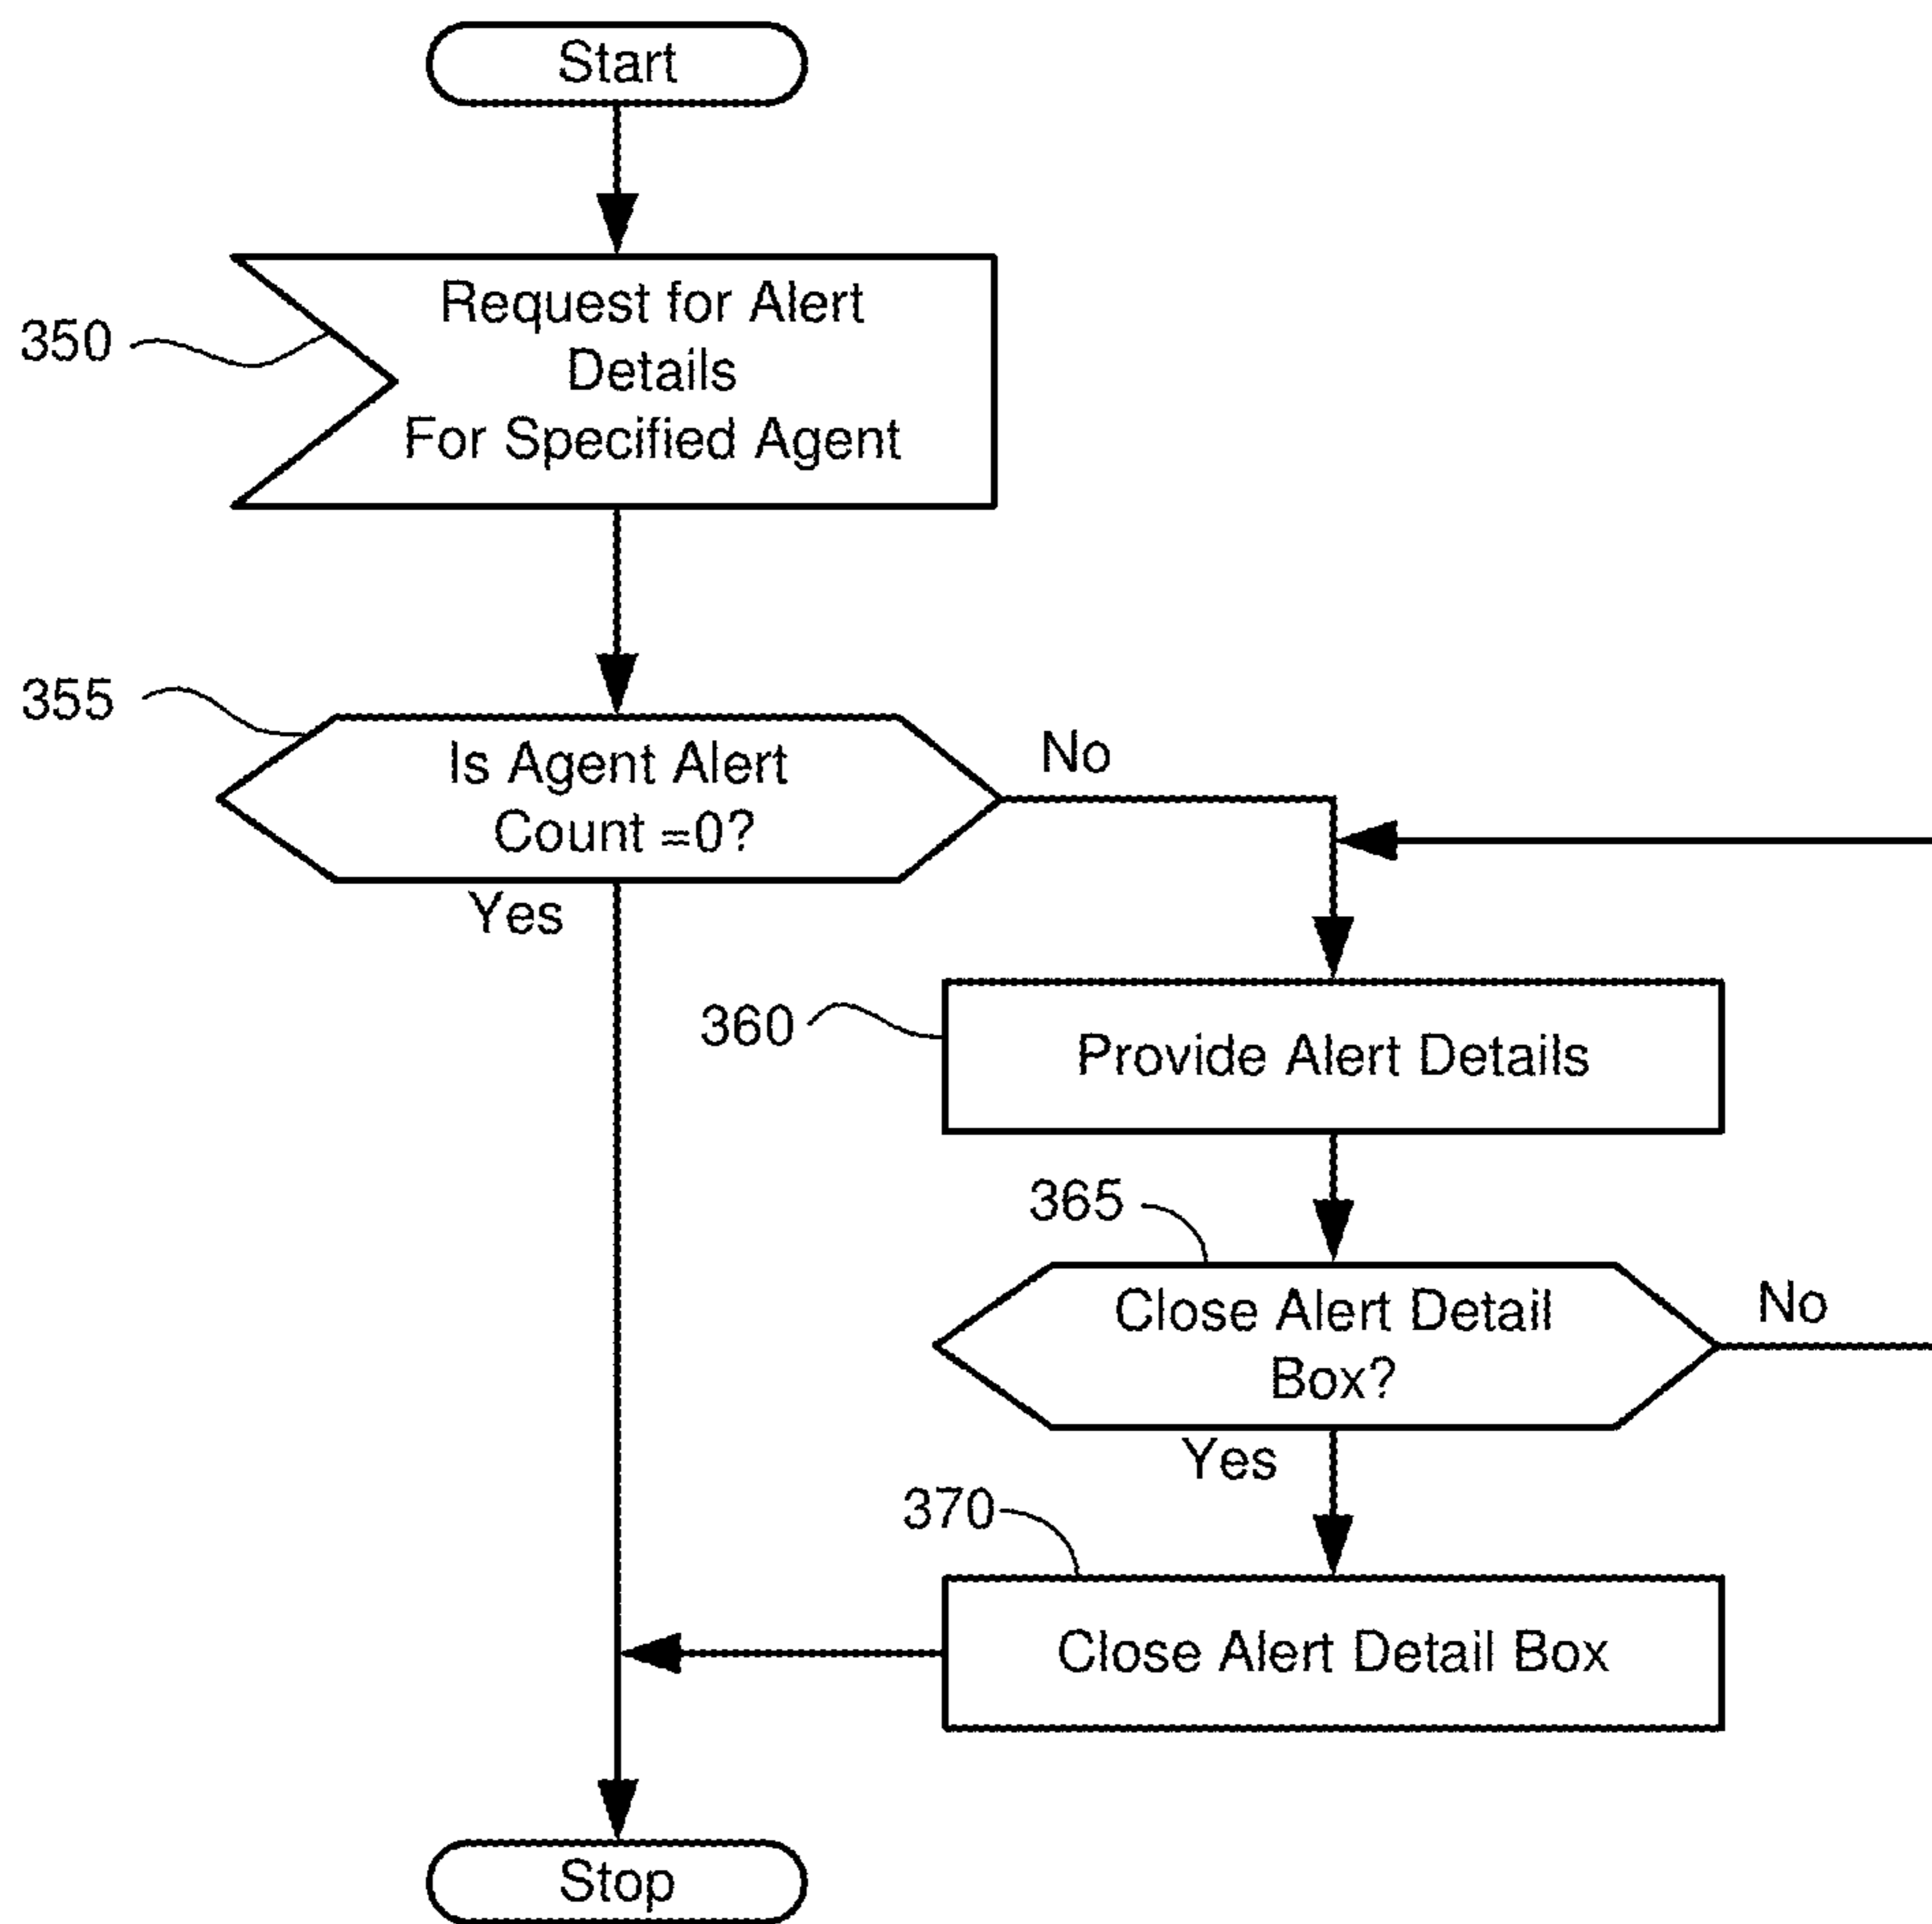 Start
350
Request for Alert
Details
For Specified Agent
355
Is Agent Alert
Count =0?
No
Yes
360
Provide Alert Details
365
Close Alert Detail
Box?
No
Yes
370
Close Alert Detail Box
Stop